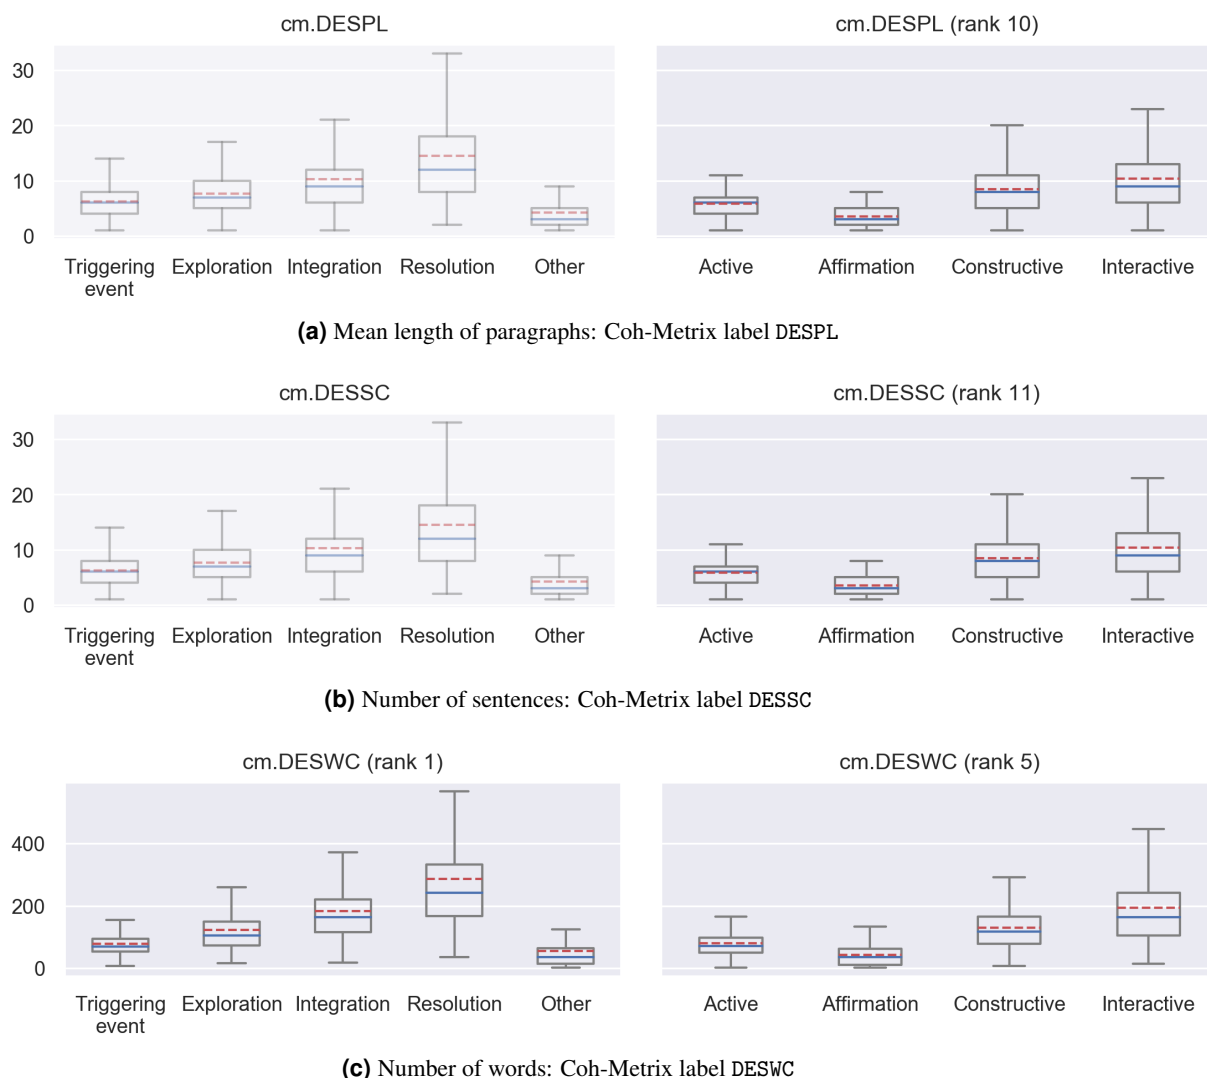 cm.DESPL
cm.DESPL (rank 10)
30
20
10
0
Triggering event
Exploration
Integration
Resolution
Other
Active
Affirmation
Constructive
Interactive
(a) Mean length of paragraphs: Coh-Metrix label DESPL
cm.DESSC
cm.DESSC (rank 11)
30
20
10
0
Triggering event
Exploration
Integration
Resolution
Other
Active
Affirmation
Constructive
Interactive
(b) Number of sentences: Coh-Metrix label DESSC
cm.DESWC (rank 1)
cm.DESWC (rank 5)
400
200
0
Triggering event
Exploration
Integration
Resolution
Other
Active
Affirmation
Constructive
Interactive
(c) Number of words: Coh-Metrix label DESWC